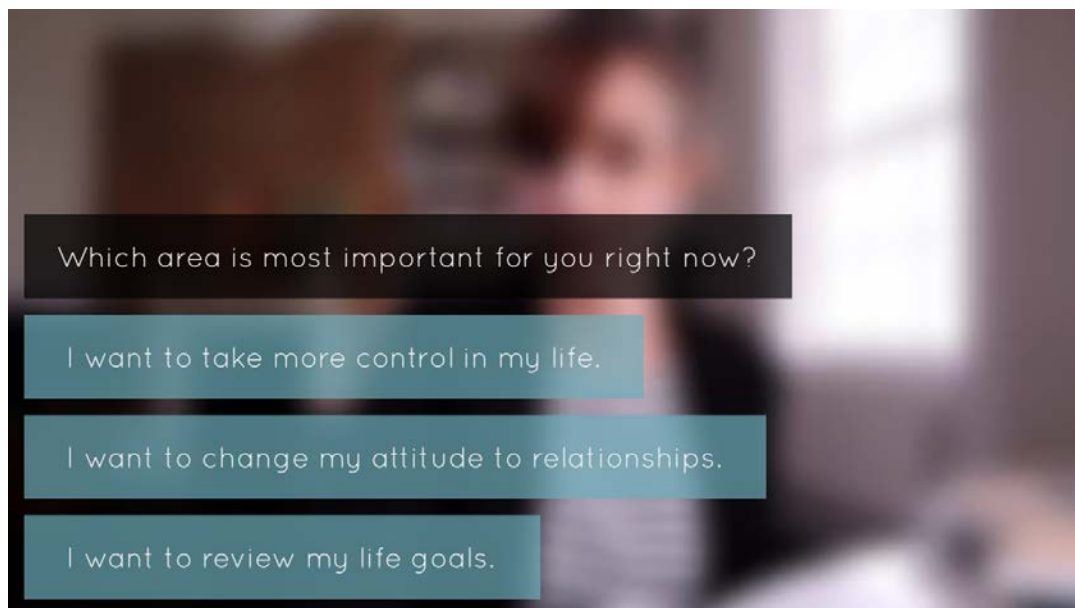 Which area is most important for you right now?
I want to take more control in my life.
I want to change my attitude to relationships.
I want to review my life goals.